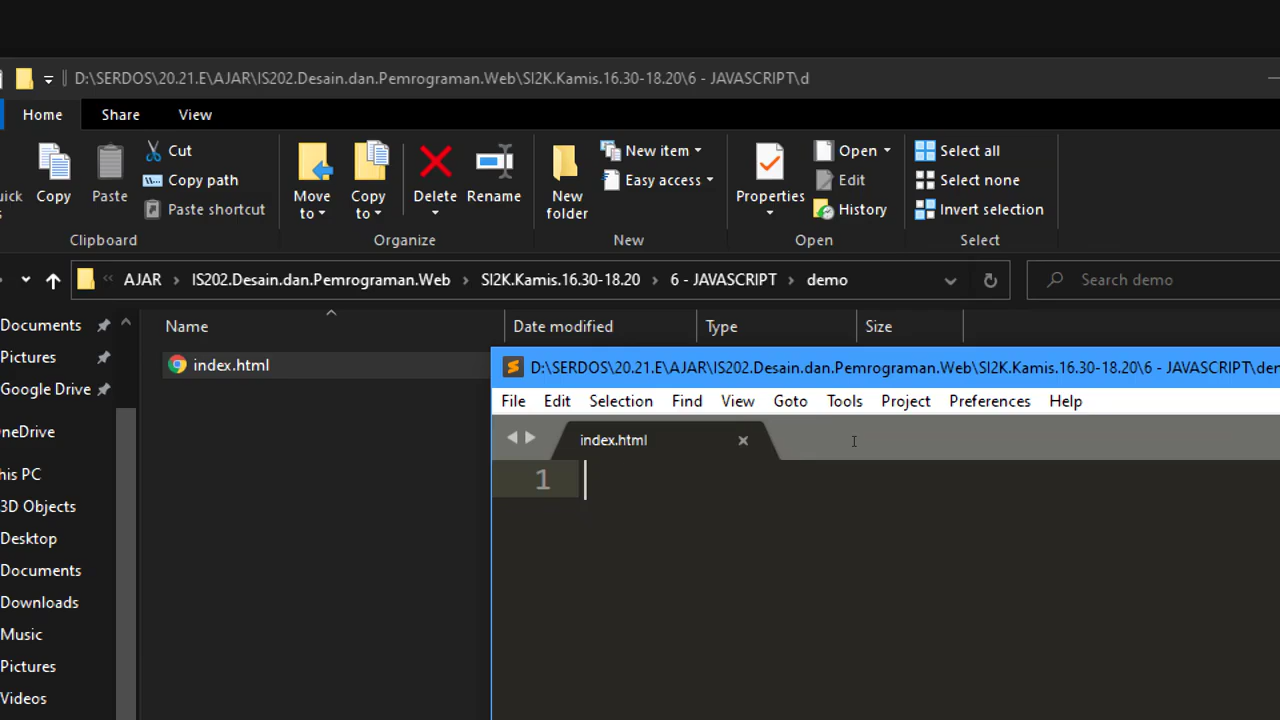 D:\SERDOS\20.21.E\AJAR\IS202.Desain.dan.Pemrograman.Web\SI2K.Kamis.16.30-18.20\6 - JAVASCRIPT\d
Home Share View
Cut
Copy path
Paste shortcut
Copy Paste
Move to Copy to Delete Rename
New folder
New item
Easy access
Properties
Open
Edit
History
Select all
Select none
Invert selection
Clipboard Organize New Open Select
AJAR IS202.Desain.dan.Pemrograman.Web SI2K.Kamis.16.30-18.20 6 - JAVASCRIPT demo Search demo
Name Date modified Type Size
Documents
Pictures
Google Drive
neDrive
his PC
3D Objects
Desktop
Documents
Downloads
Music
Pictures
Videos
index.html
D:\SERDOS\20.21.E\AJAR\IS202.Desain.dan.Pemrograman.Web\SI2K.Kamis.16.30-18.20\6 - JAVASCRIPT\der
File Edit Selection Find View Goto Tools Project Preferences Help
index.html
1